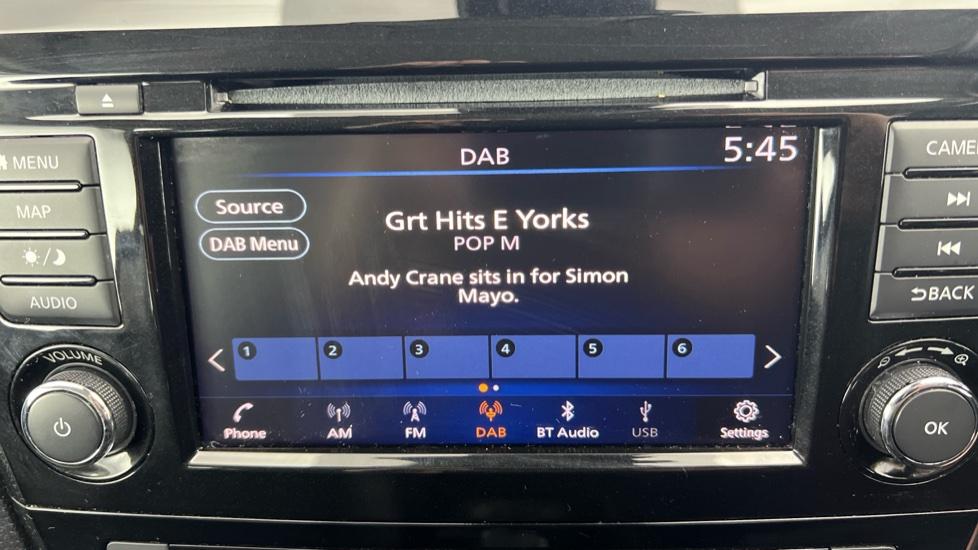 DAB
5:45
MENU
MAP
AUDIO
VOLUME
Source
DAB Menu
Grt Hits E Yorks
POP M
Andy Crane sits in for Simon
Mayo.
1 2 3 4 5 6
Phone AM FM DAB BT Audio USB Settings
CAME
BACK
OK